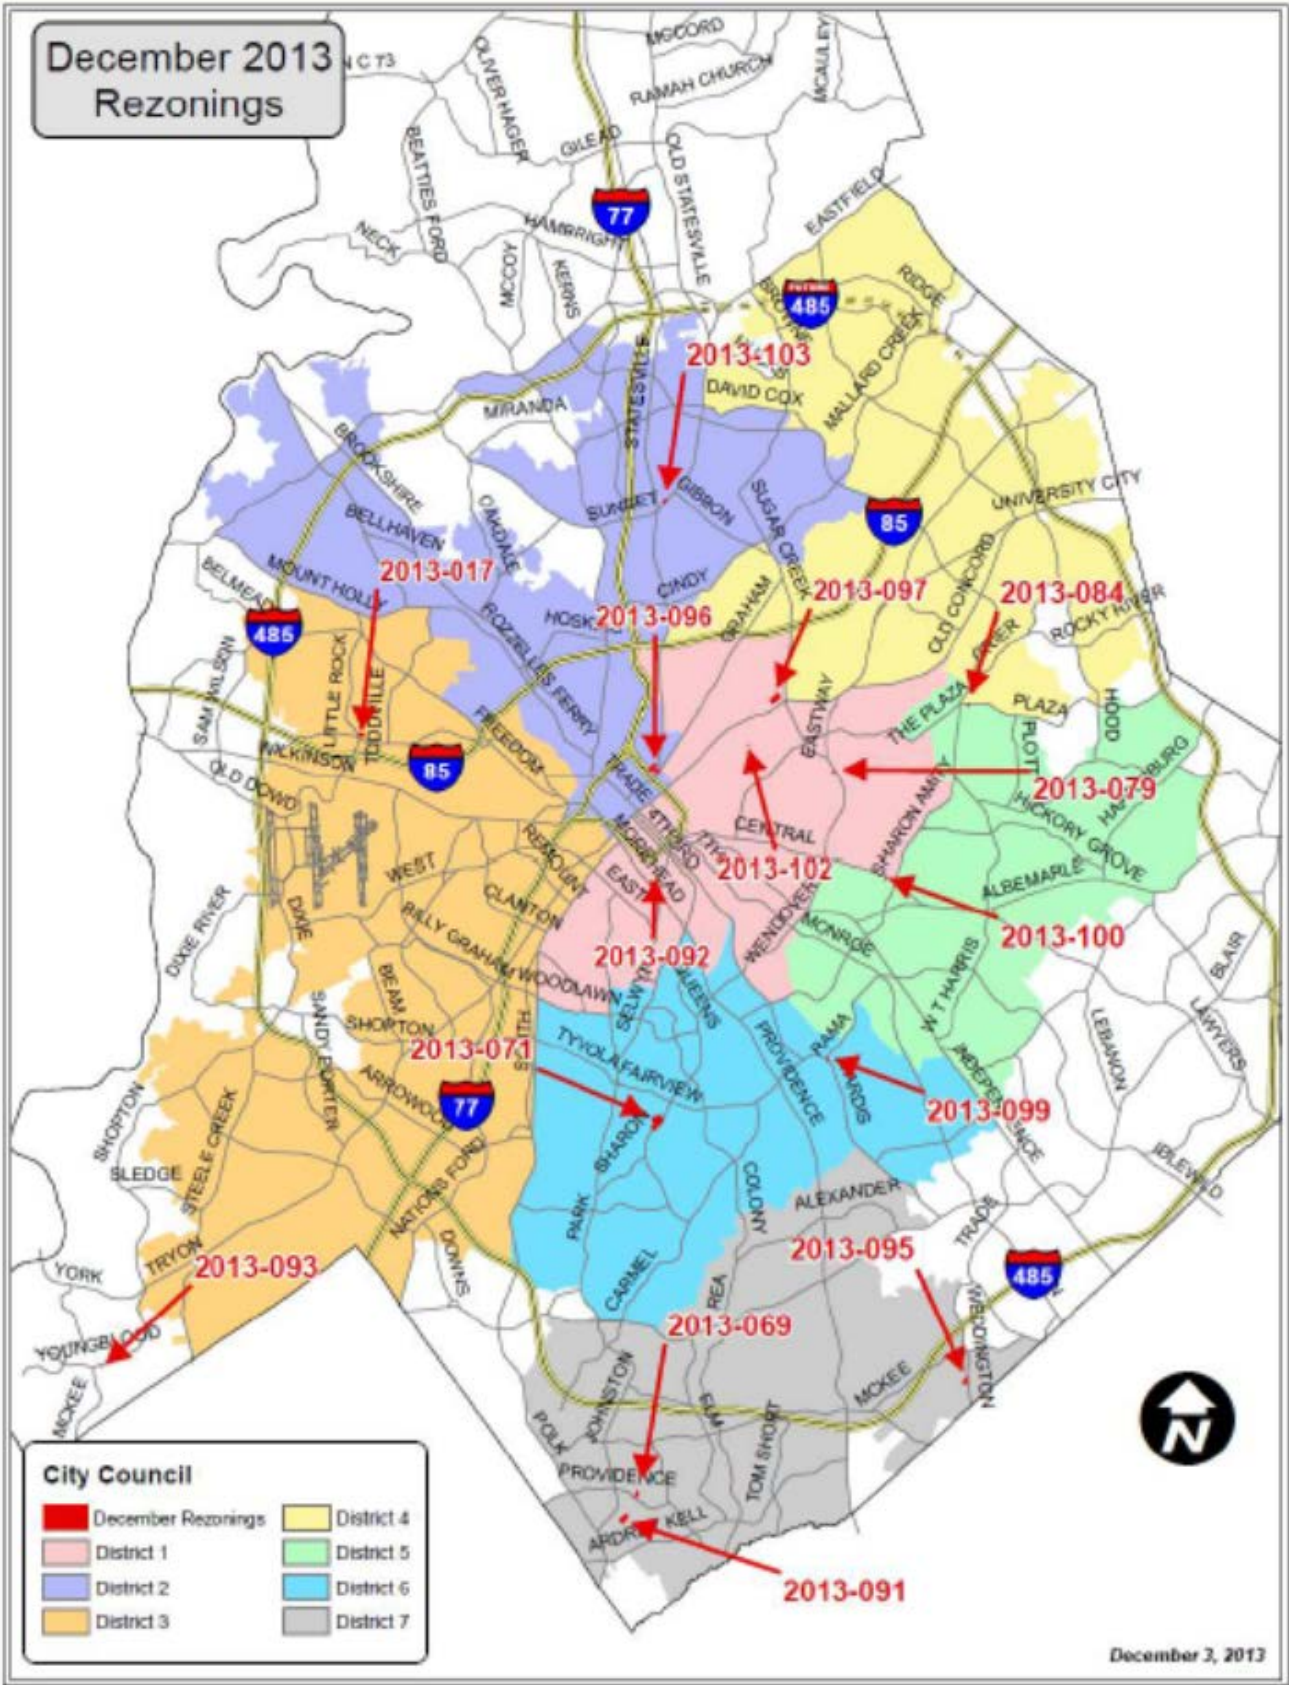 December 2013
Rezonings
N C 73
MCCORD
RAMAH CHURCH
MCAULEY
OLIVER HAGER
GILEAD
BEATTIES FORD
OLD STATESVILLE
77
HAMBRIGHT
NECK
MCCOY
KERNS
EASTFIELD
RIDGE
FUTURE
485
BROWNE
MALLARD CREEK
2013-103
DAVID COX
STATESVILLE
MIRANDA
BROOKSHIRE
SUNSET
GIBBON
SUGAR CREEK
UNIVERSITY CITY
85
BELLHAVEN
OAKDALE
OLD CONCORD
BELMEADE
MOUNT HOLLY
2013-017
CINDY
GRAHAM
2013-097
2013-084
ROCKY RIVER
485
ROZZELLES FERRY
2013-096
SAM WILSON
LITTLE ROCK
TODDVILLE
EASTWAY
THE PLAZA
PLAZA
HOOD
PLOTT
WILKINSON
85
FREEDOM
OLD DOWD
TRADE
2013-079
HICKORY GROVE
SHARON AMITY
CENTRAL
4TH
3RD
7TH
MOREHEAD
2013-102
REMOUNT
WEST
EAST
ALBEMARLE
CLANTON
DIXIE
DIXIE RIVER
BILLY GRAHAM
WOODLAWN
WENDOVER
MONROE
2013-100
2013-092
BLAIR
W T HARRIS
BEAM
SELWYN
QUEENS
SHOPTON
SANDY PORTER
LAWYERS
LEBANON
2013-071
TYVOLA
FAIRVIEW
PROVIDENCE
RAMA
ARDIS
INDEPENDENCE
ARROWOOD
77
2013-099
SHARON
SHOPTON
STEELE CREEK
SLEDGE
NATIONS FORD
IDLEWILD
COLONY
ALEXANDER
PARK
TRADE
DOWNS
TRYON
2013-093
YORK
2013-095
485
CARMEL
REA
WEDDINGTON
2013-069
YOUNGBLOOD
MCKEE
MCKEE
JOHNSTON
ELM
POLK
TOM SHORT
PROVIDENCE
ARDREY KELL
2013-091
N
City Council
December Rezonings
District 1
District 2
District 3
District 4
District 5
District 6
District 7
December 3, 2013